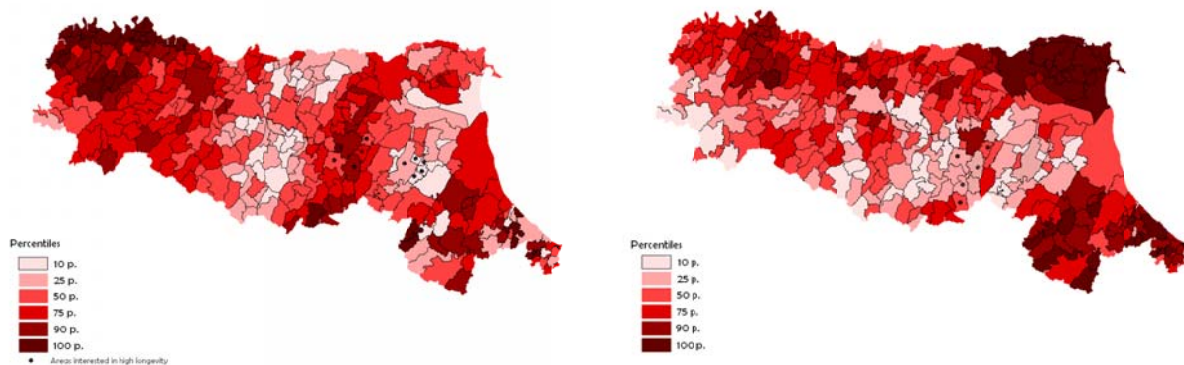 Percentiles
10 p.
25 p.
50 p.
75 p.
90 p.
100 p.
Areas interested in high longevity
Percentiles
10 p.
25 p.
50 p.
75 p.
90 p.
100 p.